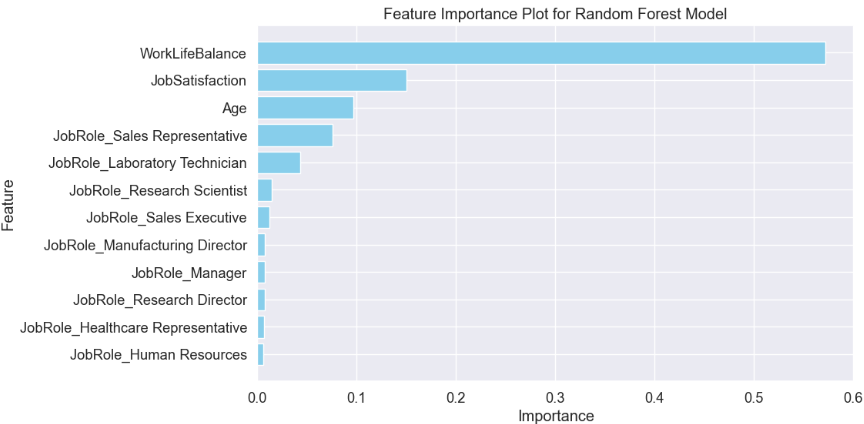 Feature Importance Plot for Random Forest Model
Feature
WorkLifeBalance
JobSatisfaction
Age
JobRole_Sales Representative
JobRole_Laboratory Technician
JobRole_Research Scientist
JobRole_Sales Executive
JobRole_Manufacturing Director
JobRole_Manager
JobRole_Research Director
JobRole_Healthcare Representative
JobRole_Human Resources
0.0 0.1 0.2 0.3 0.4 0.5 0.6
Importance